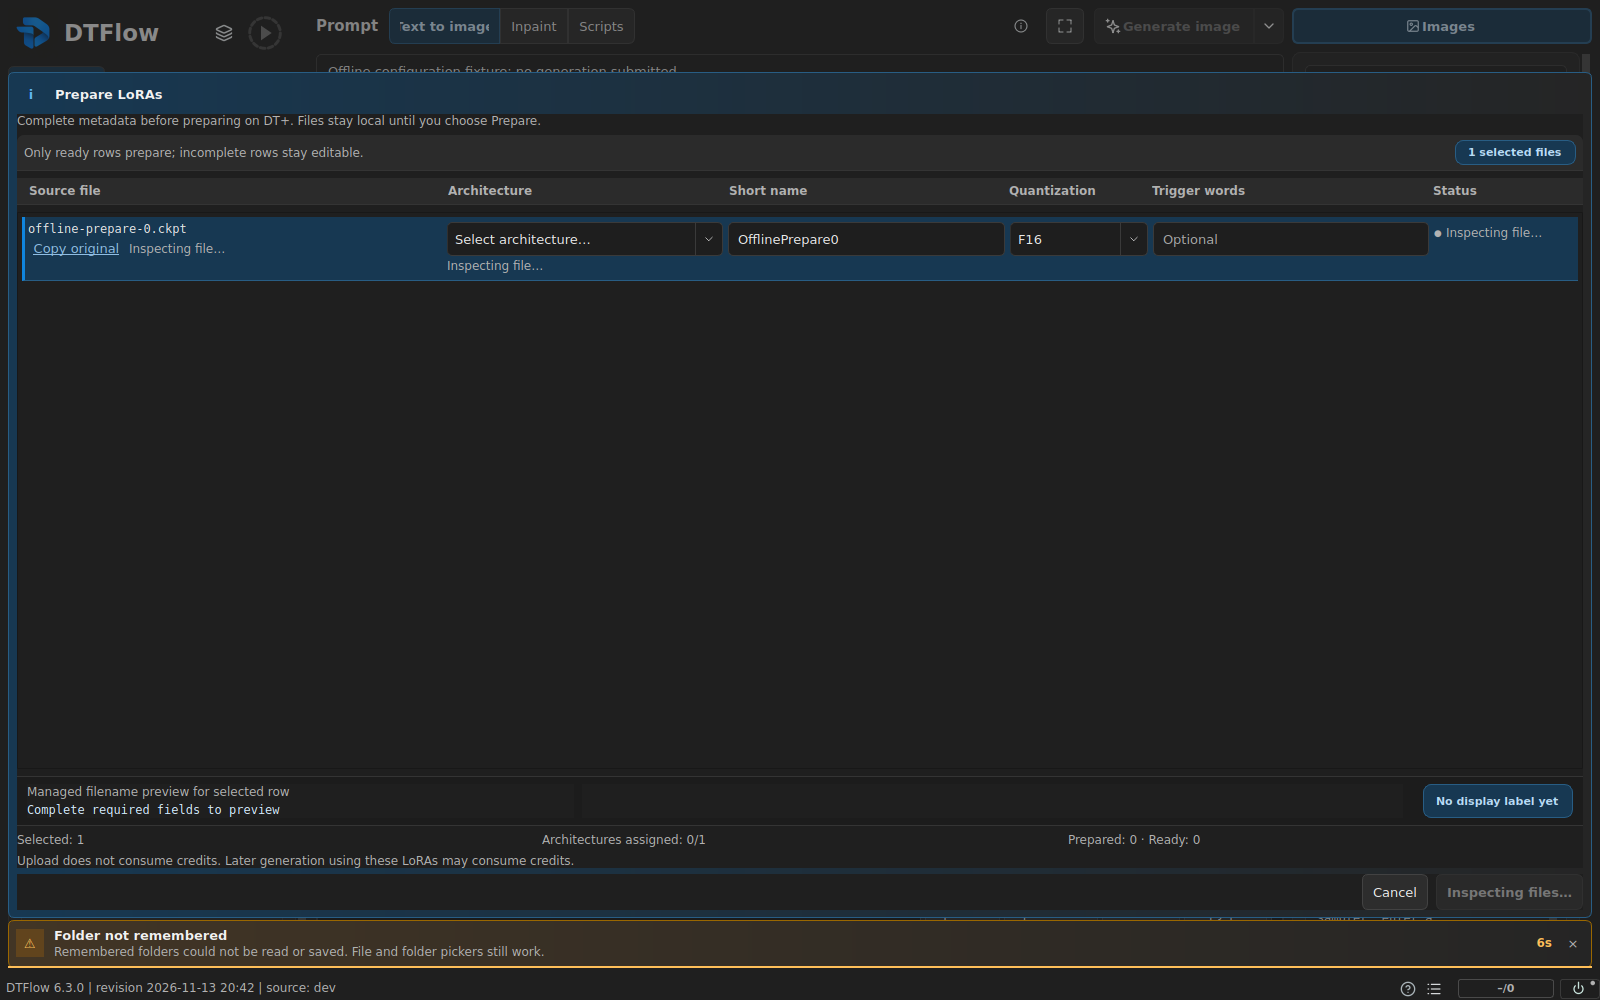 DTFlow
Prompt
Text to image
Inpaint
Scripts
Generate image
Images
Offline configuration fixture: no generation submitted
Prepare LoRAs
Complete metadata before preparing on DT+. Files stay local until you choose Prepare.
Only ready rows prepare; incomplete rows stay editable.
1 selected files
Source file
Architecture
Short name
Quantization
Trigger words
Status
offline-prepare-0.ckpt
Copy original
Inspecting file...
Select architecture...
Inspecting file...
OfflinePrepare0
F16
Optional
Inspecting file...
Managed filename preview for selected row
Complete required fields to preview
No display label yet
Selected: 1
Architectures assigned: 0/1
Prepared: 0 · Ready: 0
Upload does not consume credits. Later generation using these LoRAs may consume credits.
Cancel
Inspecting files...
Folder not remembered
Remembered folders could not be read or saved. File and folder pickers still work.
6s
DTFlow 6.3.0 | revision 2026-11-13 20:42 | source: dev
–/0